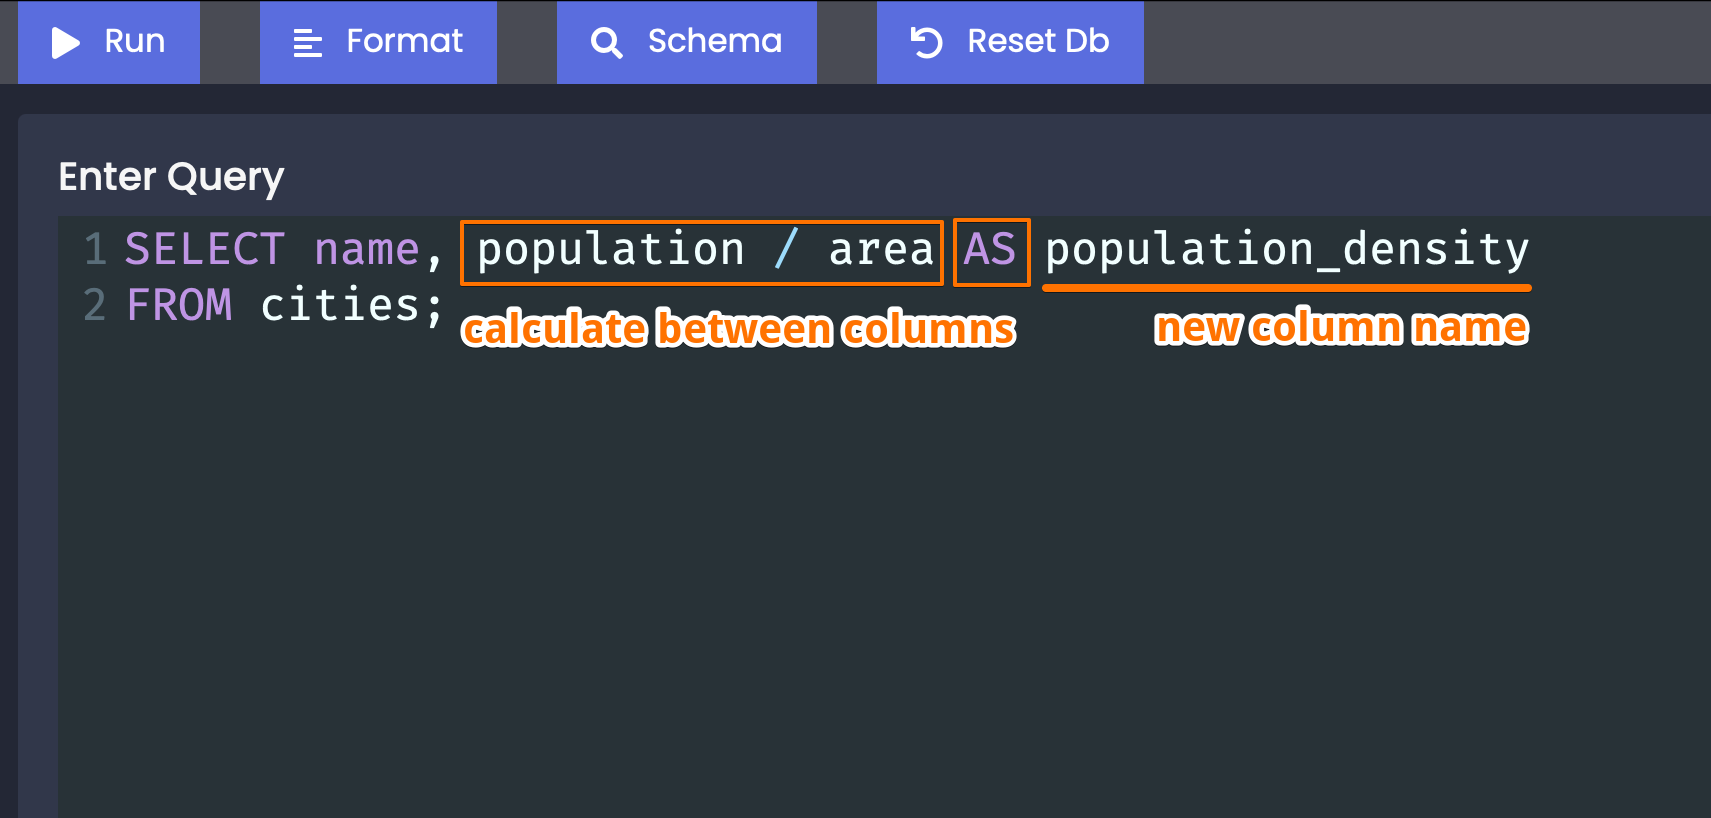 Run Format Schema Reset Db
Enter Query
1 SELECT name, population / area AS population_density
2 FROM cities;
calculate between columns new column name